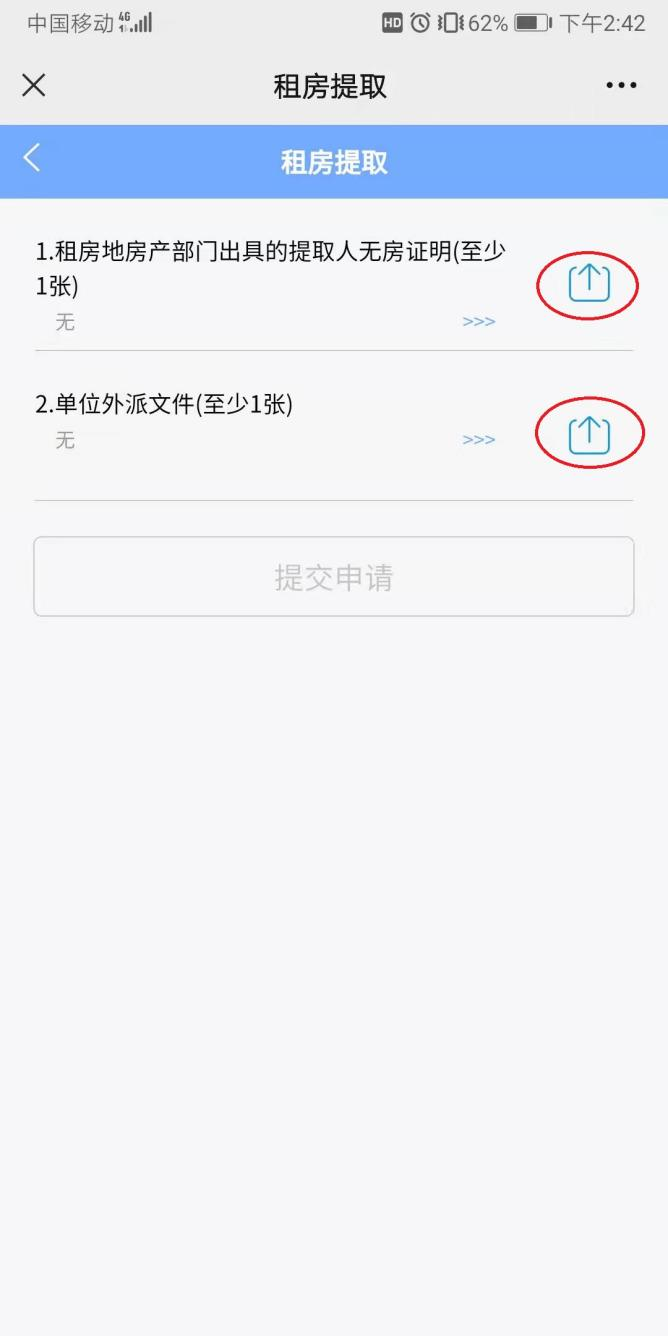 中国移动 4G HD 62% 下午2:42
租房提取
租房提取
1.租房地房产部门出具的提取人无房证明(至少
1张)
无 >>>
2.单位外派文件(至少1张)
无 >>>
提交申请